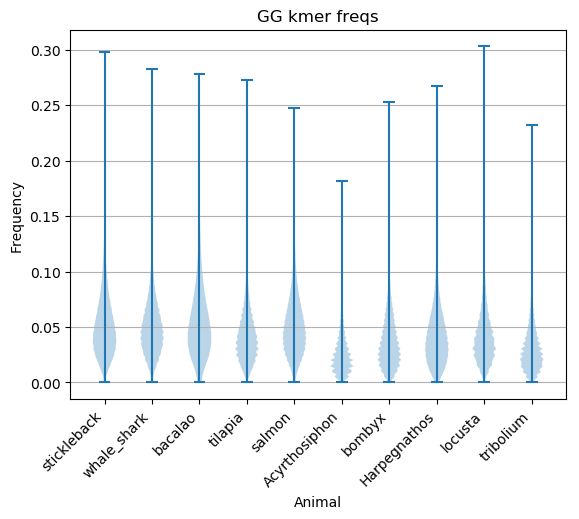 GG kmer freqs
Frequency
0.30
0.25
0.20
0.15
0.10
0.05
0.00
stickleback
whale_shark
bacalao
tilapia
salmon
Acyrthosiphon
bombyx
Harpegnathos
locusta
tribolium
Animal